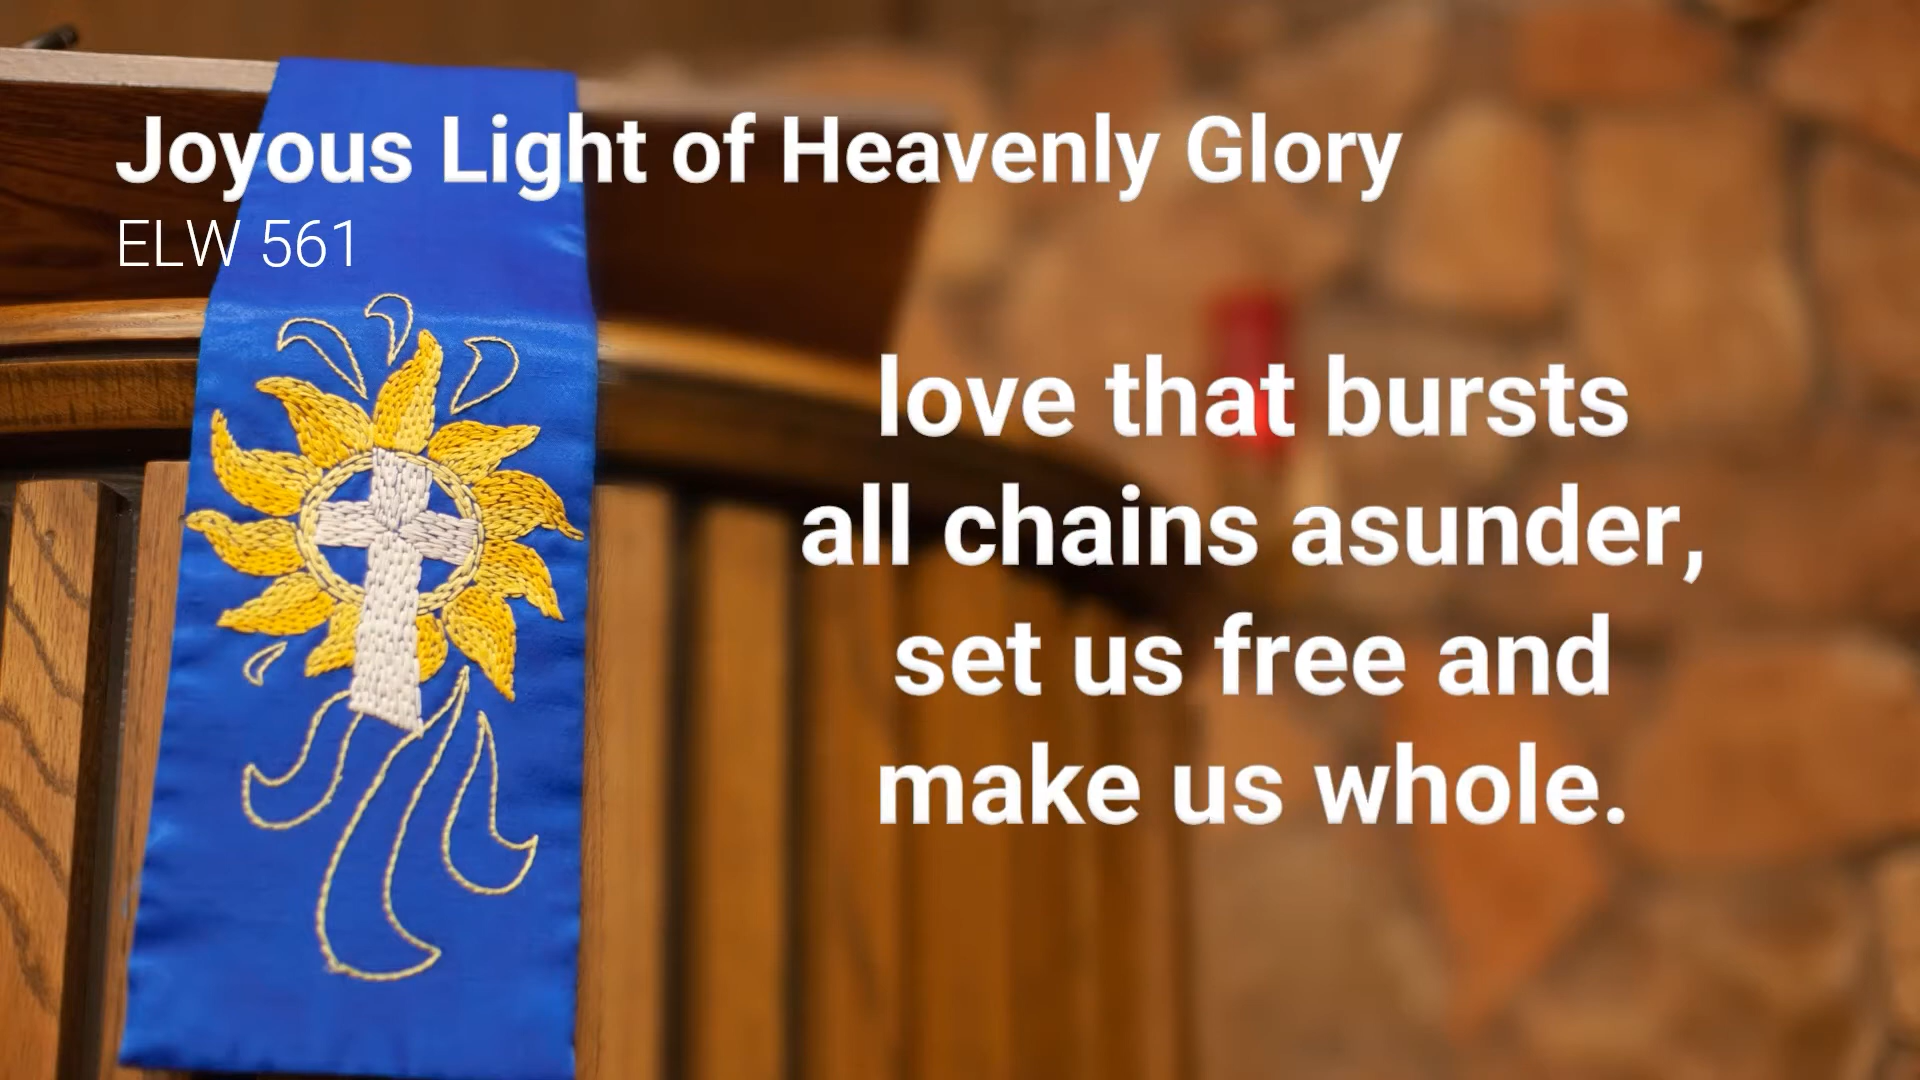 Joyous Light of Heavenly Glory
ELW 561
love that bursts
all chains asunder,
set us free and
make us whole.